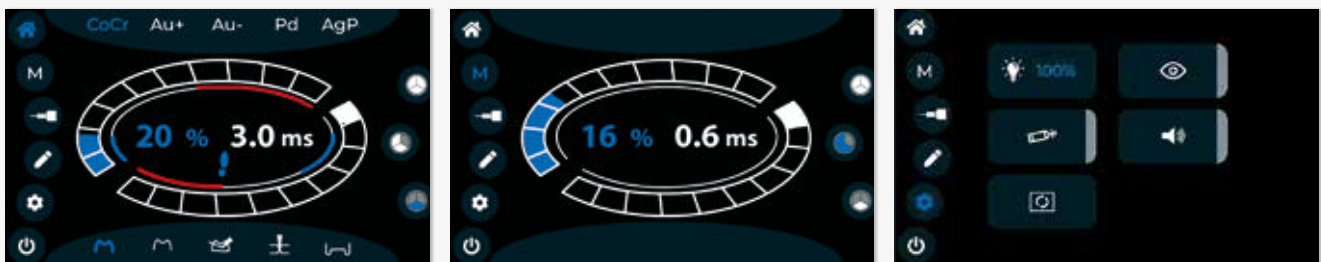 CoCr Au+ Au- Pd AgP
M
20 % 3.0 ms
M
16 % 0.6 ms
M
100%